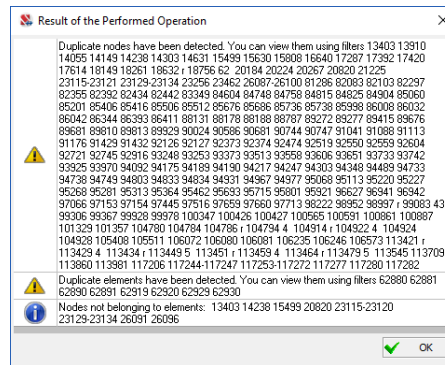 Result of the Performed Operation
Duplicate nodes have been detected. You can view them using filters 13403 13910
14055 14149 14238 14303 14631 15499 15630 15808 16640 17287 17392 17420
17614 18149 18261 18632 r 18756 62 20184 20224 20267 20820 21225
23115-23121 23129-23134 23256 23462 26087-26100 81286 82083 82103 82297
82355 82392 82434 82442 83349 84604 84748 84758 84815 84825 84904 85060
85201 85406 85416 85506 85512 85676 85686 85736 85738 85998 86008 86032
86042 86344 86393 86411 88131 88178 88188 88787 89272 89277 89415 89676
89681 89810 89813 89929 90024 90586 90681 90744 90747 91041 91088 91113
91176 91429 91432 92126 92127 92373 92374 92474 92519 92550 92559 92604
92721 92745 92916 93248 93253 93373 93513 93558 93606 93651 93733 93742
93925 93970 94092 94175 94189 94190 94217 94247 94303 94348 94489 94733
94738 94749 94803 94833 94834 94931 94967 94977 95068 95113 95220 95227
95268 95281 95313 95364 95462 95693 95715 95801 95921 96627 96941 96942
97066 97153 97154 97445 97516 97659 97660 97713 98222 98952 98997 r 99083 43
99306 99367 99928 99978 100347 100426 100427 100565 100591 100861 100887
101329 101357 104780 104784 104786 r 104794 4 104914 r 104922 4 104924
104928 105408 105511 106072 106080 106081 106235 106246 106573 113421 r
113429 4 113434 r 113449 5 113451 r 113459 4 113464 r 113479 5 113545 113709
113860 113981 117206 117244-117247 117253-117272 117277 117280 117282
Duplicate elements have been detected. You can view them using filters 62880 62881
62890 62891 62919 62920 62929 62930
Nodes not belonging to elements: 13403 14238 15499 20820 23115-23120
23129-23134 26091 26096
OK